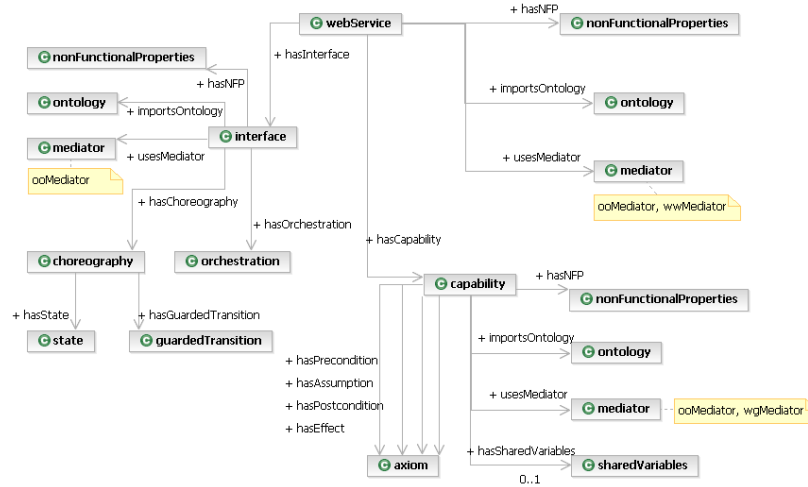 C webService
+ hasNFP
C nonFunctionalProperties
+ hasInterface
C nonFunctionalProperties
+ hasNFP
C ontology
+ importsOntology
+ importsOntology
C ontology
C interface
C mediator
+ usesMediator
+ usesMediator
C mediator
ooMediator
ooMediator, wwMediator
+ hasChoreography
+ hasOrchestration
+ hasCapability
C choreography
C orchestration
+ hasNFP
C capability
C nonFunctionalProperties
+ hasState
+ hasGuardedTransition
C state
C guardedTransition
+ importsOntology
C ontology
+ hasPrecondition
+ hasAssumption
+ hasPostcondition
+ hasEffect
+ usesMediator
C mediator
ooMediator, wgMediator
+ hasSharedVariables
C axiom
C sharedVariables
0..1